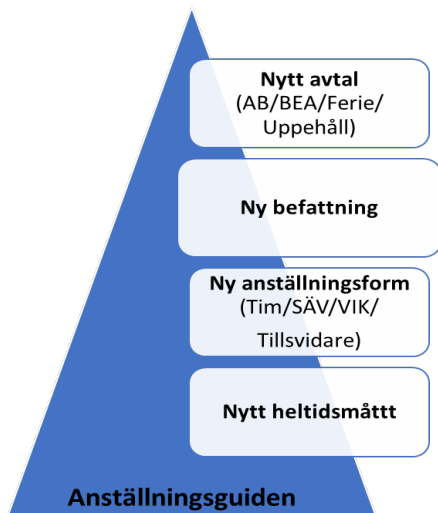 Nytt avtal
(AB/BEA/Ferie/
Uppehåll)
Ny befattning
Ny anställningsform
(Tim/SÄV/VIK/
Tillsvidare)
Nytt heltidsmåttt
Anställningsguiden